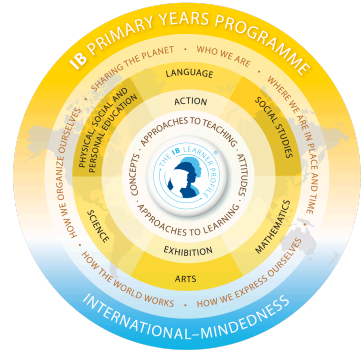 IB PRIMARY YEARS PROGRAMME
SHARING THE PLANET • WHO WE ARE • WHERE WE ARE IN PLACE AND TIME •
HOW WE ORGANIZE OURSELVES •
HOW THE WORLD WORKS • HOW WE EXPRESS OURSELVES
LANGUAGE
PHYSICAL, SOCIAL AND
PERSONAL EDUCATION
SOCIAL STUDIES
SCIENCE
MATHEMATICS
ARTS
ACTION
APPROACHES TO TEACHING •
CONCEPTS •
ATTITUDES •
APPROACHES TO LEARNING •
EXHIBITION
THE IB LEARNER PROFILE
INTERNATIONAL–MINDEDNESS